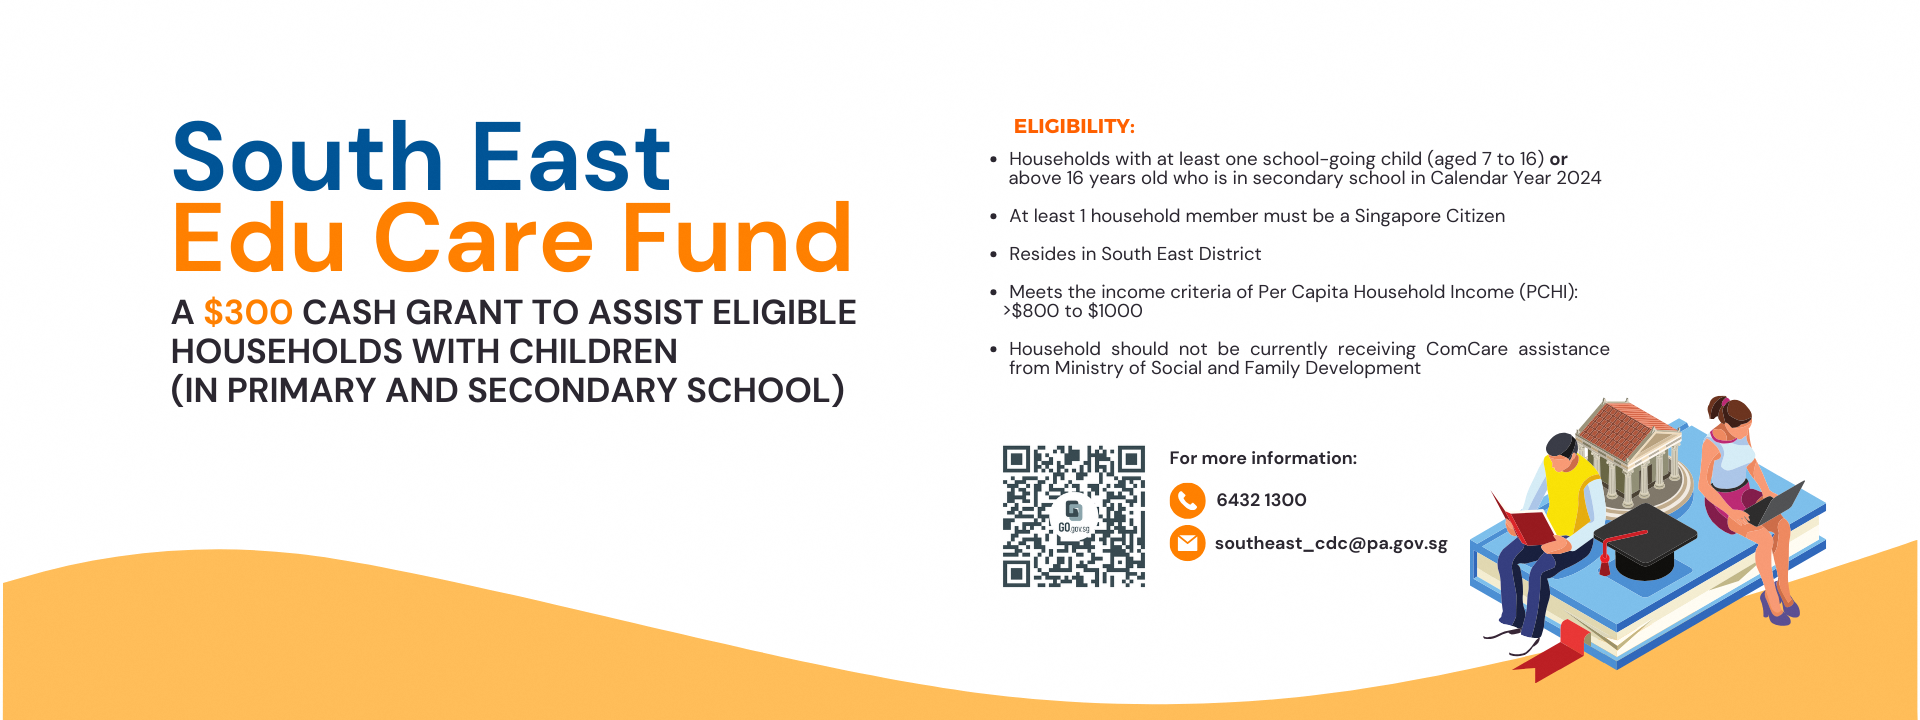 South East
Edu Care Fund
A $300 CASH GRANT TO ASSIST ELIGIBLE
HOUSEHOLDS WITH CHILDREN
(IN PRIMARY AND SECONDARY SCHOOL)
ELIGIBILITY:
• Households with at least one school-going child (aged 7 to 16) or
above 16 years old who is in secondary school in Calendar Year 2024
• At least 1 household member must be a Singapore Citizen
• Resides in South East District
• Meets the income criteria of Per Capita Household Income (PCHI):
>$800 to $1000
• Household should not be currently receiving ComCare assistance
from Ministry of Social and Family Development
GO.gov.sg
For more information:
6432 1300
southeast_cdc@pa.gov.sg